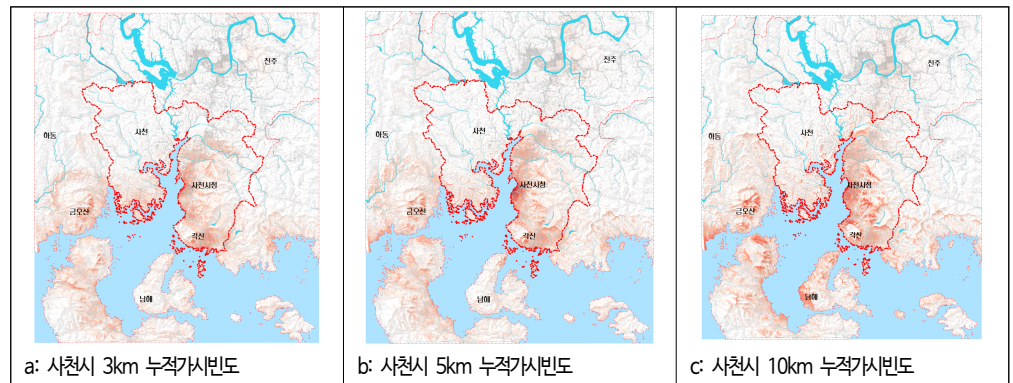 진주
하동
사천
사천시청
금오산
각산
남해
진주
하동
사천
사천시청
금오산
각산
남해
진주
하동
사천
사천시청
금오산
각산
남해
a: 사천시 3km 누적가시빈도
b: 사천시 5km 누적가시빈도
c: 사천시 10km 누적가시빈도